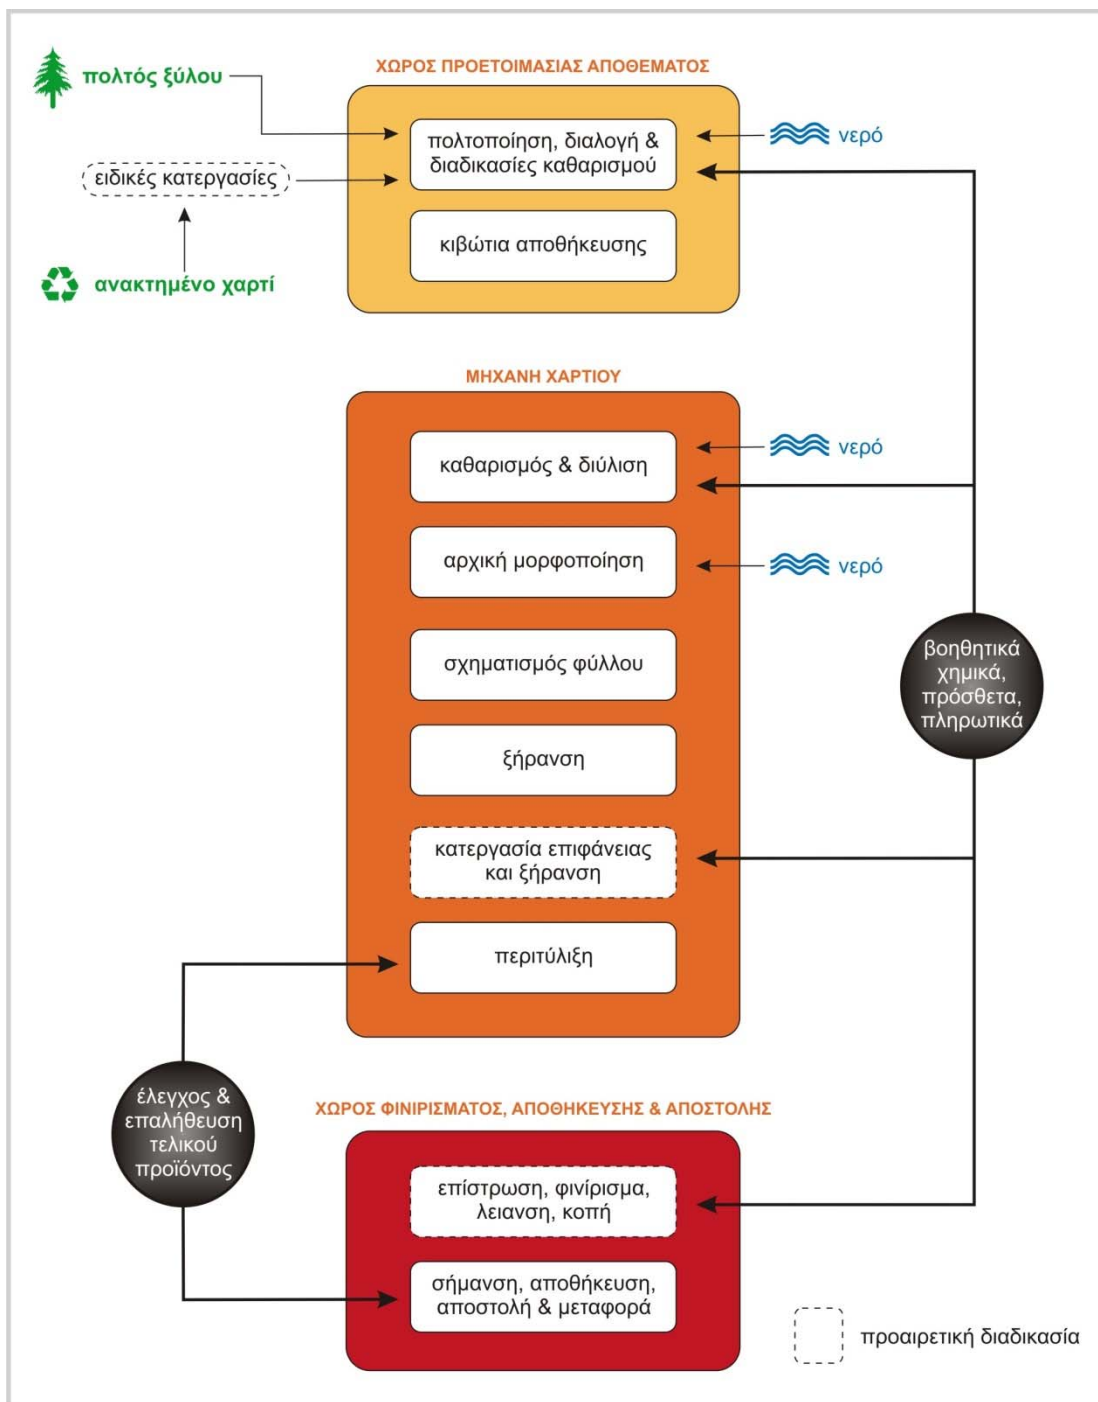 ΧΩΡΟΣ ΠΡΟΕΤΟΙΜΑΣΙΑΣ ΑΠΟΘΕΜΑΤΟΣ
πολτός ξύλου
πολτοποίηση, διαλογή &
διαδικασίες καθαρισμού
νερό
ειδικές κατεργασίες
κιβώτια αποθήκευσης
ανακτημένο χαρτί
ΜΗΧΑΝΗ ΧΑΡΤΙΟΥ
καθαρισμός & διύλιση
νερό
αρχική μορφοποίηση
νερό
σχηματισμός φύλλου
βοηθητικά
χημικά,
πρόσθετα,
πληρωτικά
ξήρανση
κατεργασία επιφάνειας
και ξήρανση
περιτύλιξη
έλεγχος &
επαλήθευση
τελικού
προϊόντος
ΧΩΡΟΣ ΦΙΝΙΡΙΣΜΑΤΟΣ, ΑΠΟΘΗΚΕΥΣΗΣ & ΑΠΟΣΤΟΛΗΣ
επίστρωση, φινίρισμα,
λειανση, κοπή
σήμανση, αποθήκευση,
αποστολή & μεταφορά
προαιρετική διαδικασία